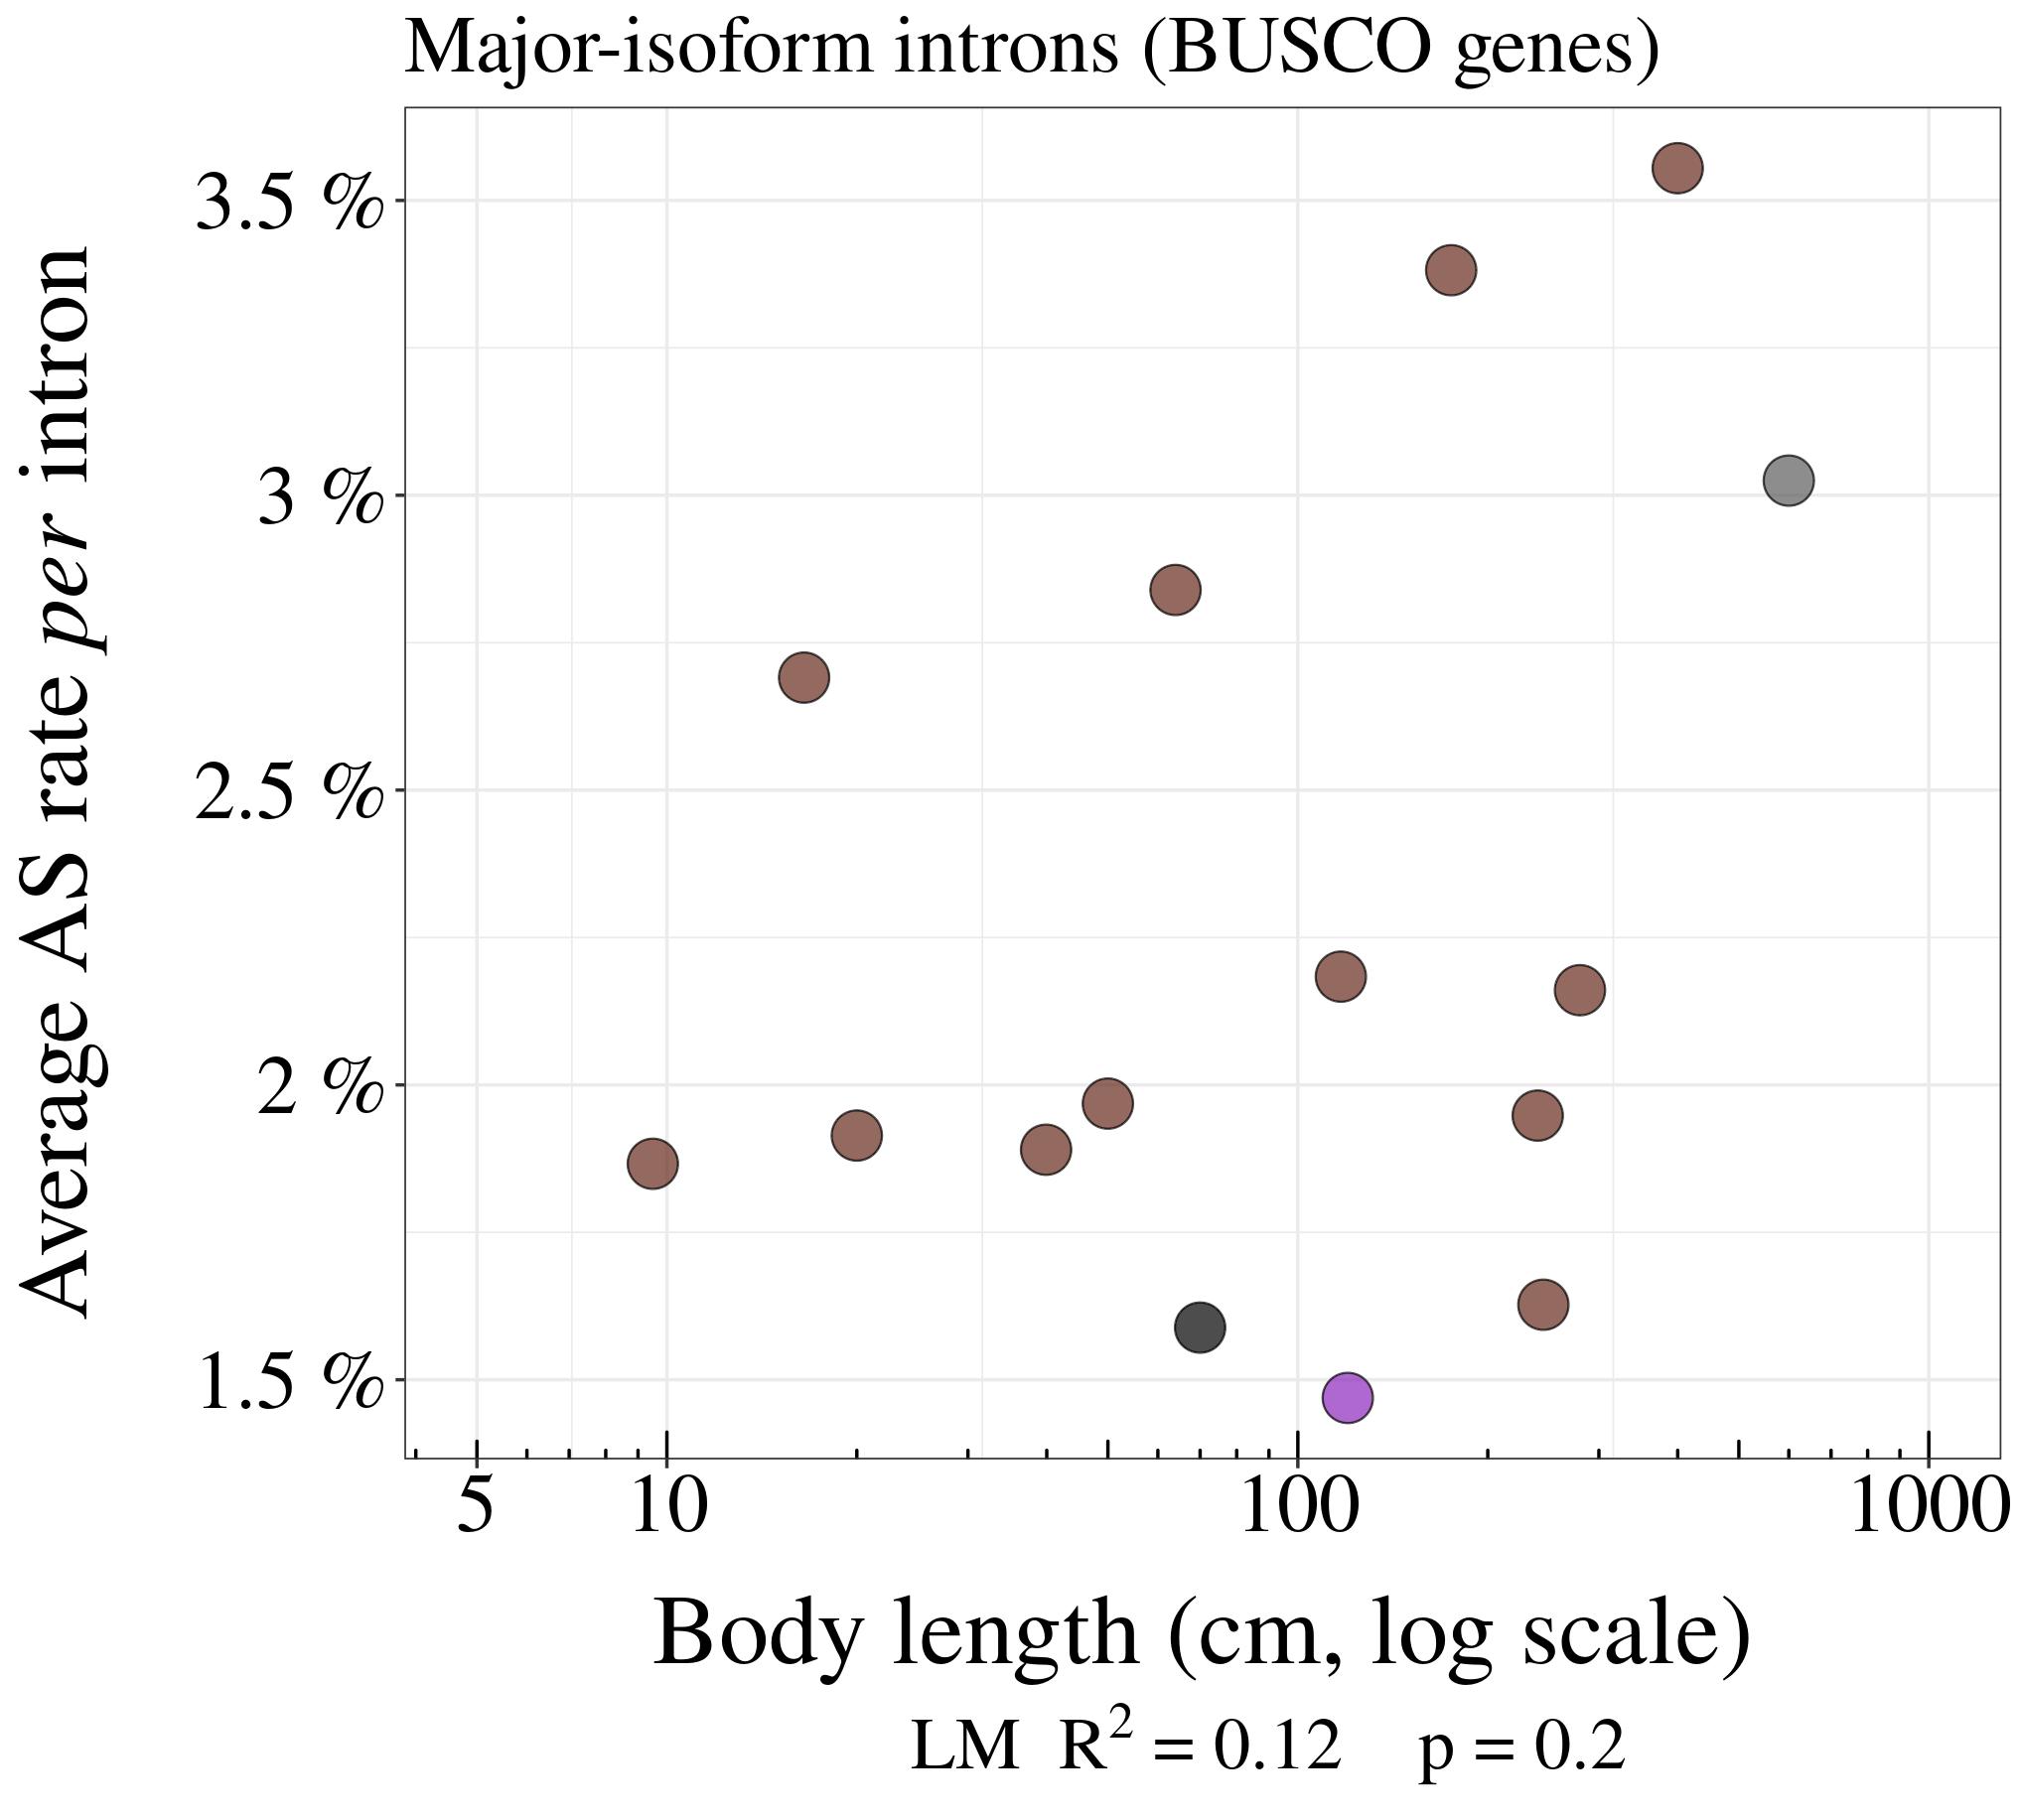 Major-isoform introns (BUSCO genes)
Average AS rate per intron
3.5 %
3 %
2.5 %
2 %
1.5 %
5 10 100 1000
Body length (cm, log scale)
LM R² = 0.12 p = 0.2